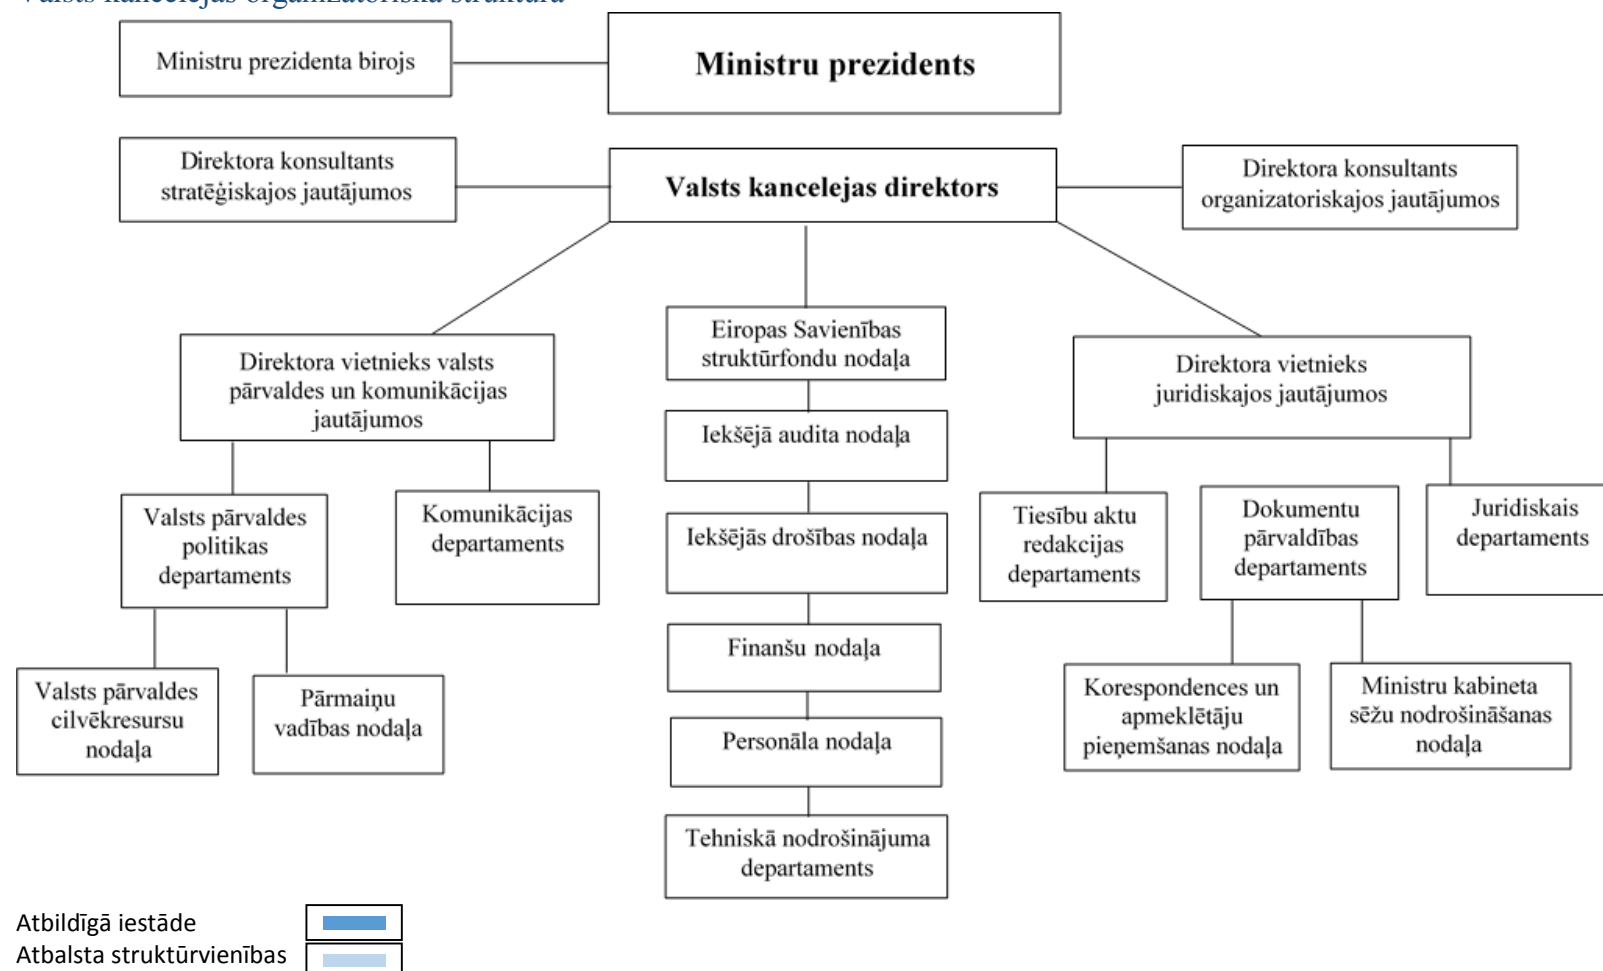 Valsts kancelejas organizatoriskā struktūra
Ministru prezidenta birojs
Ministru prezidents
Direktora konsultants
stratēģiskajos jautājumos
Valsts kancelejas direktors
Direktora konsultants
organizatoriskajos jautājumos
Direktora vietnieks valsts
pārvaldes un komunikācijas
jautājumos
Eiropas Savienības
struktūrfondu nodaļa
Direktora vietnieks
juridiskajos jautājumos
Iekšējā audita nodaļa
Valsts pārvaldes
politikas
departaments
Komunikācijas
departaments
Iekšējās drošības nodaļa
Tiesību aktu
redakcijas
departaments
Dokumentu
pārvaldības
departaments
Juridiskais
departaments
Valsts pārvaldes
cilvēkresursu
nodaļa
Pārmaiņu
vadības nodaļa
Finanšu nodaļa
Personāla nodaļa
Tehniskā nodrošinājuma
departaments
Korespondences un
apmeklētāju
pieņemšanas nodaļa
Ministru kabineta
sēžu nodrošināšanas
nodaļa
Atbildīgā iestāde
Atbalsta struktūrvienības